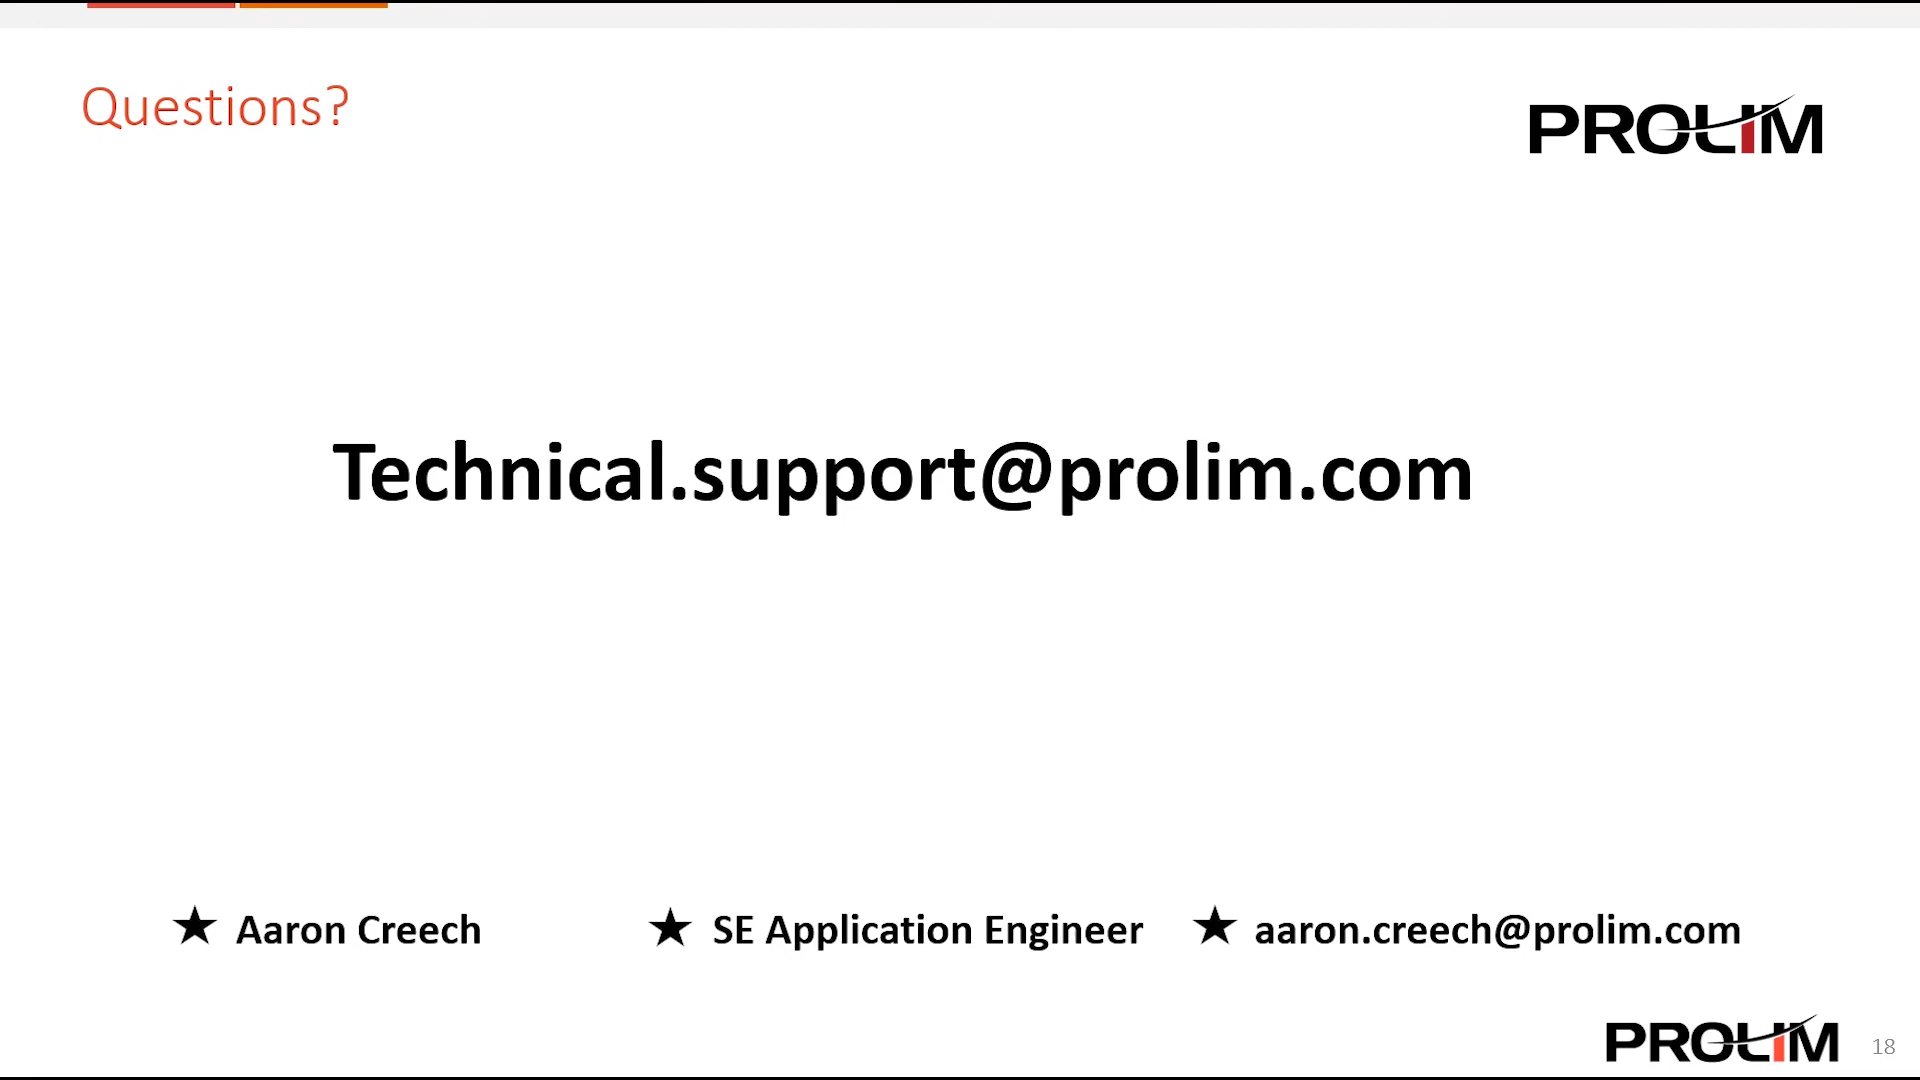 Questions?
PROLIM
Technical.support@prolim.com
★ Aaron Creech ★ SE Application Engineer ★ aaron.creech@prolim.com
PROLIM 18